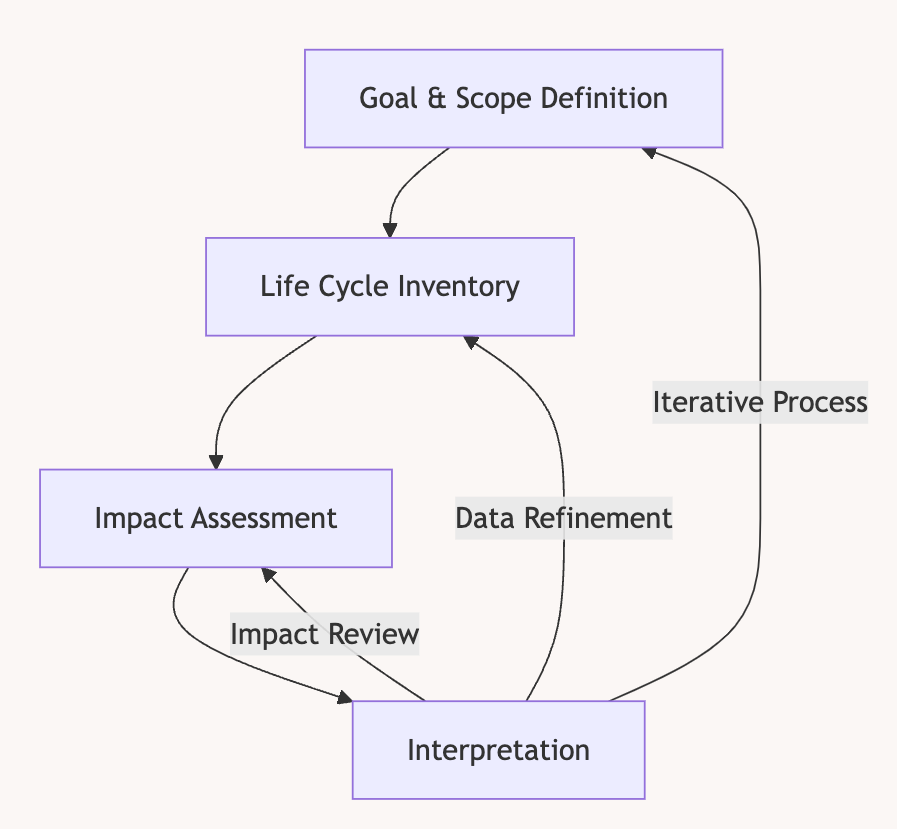 Goal & Scope Definition
Life Cycle Inventory
Iterative Process
Impact Assessment
Data Refinement
Impact Review
Interpretation